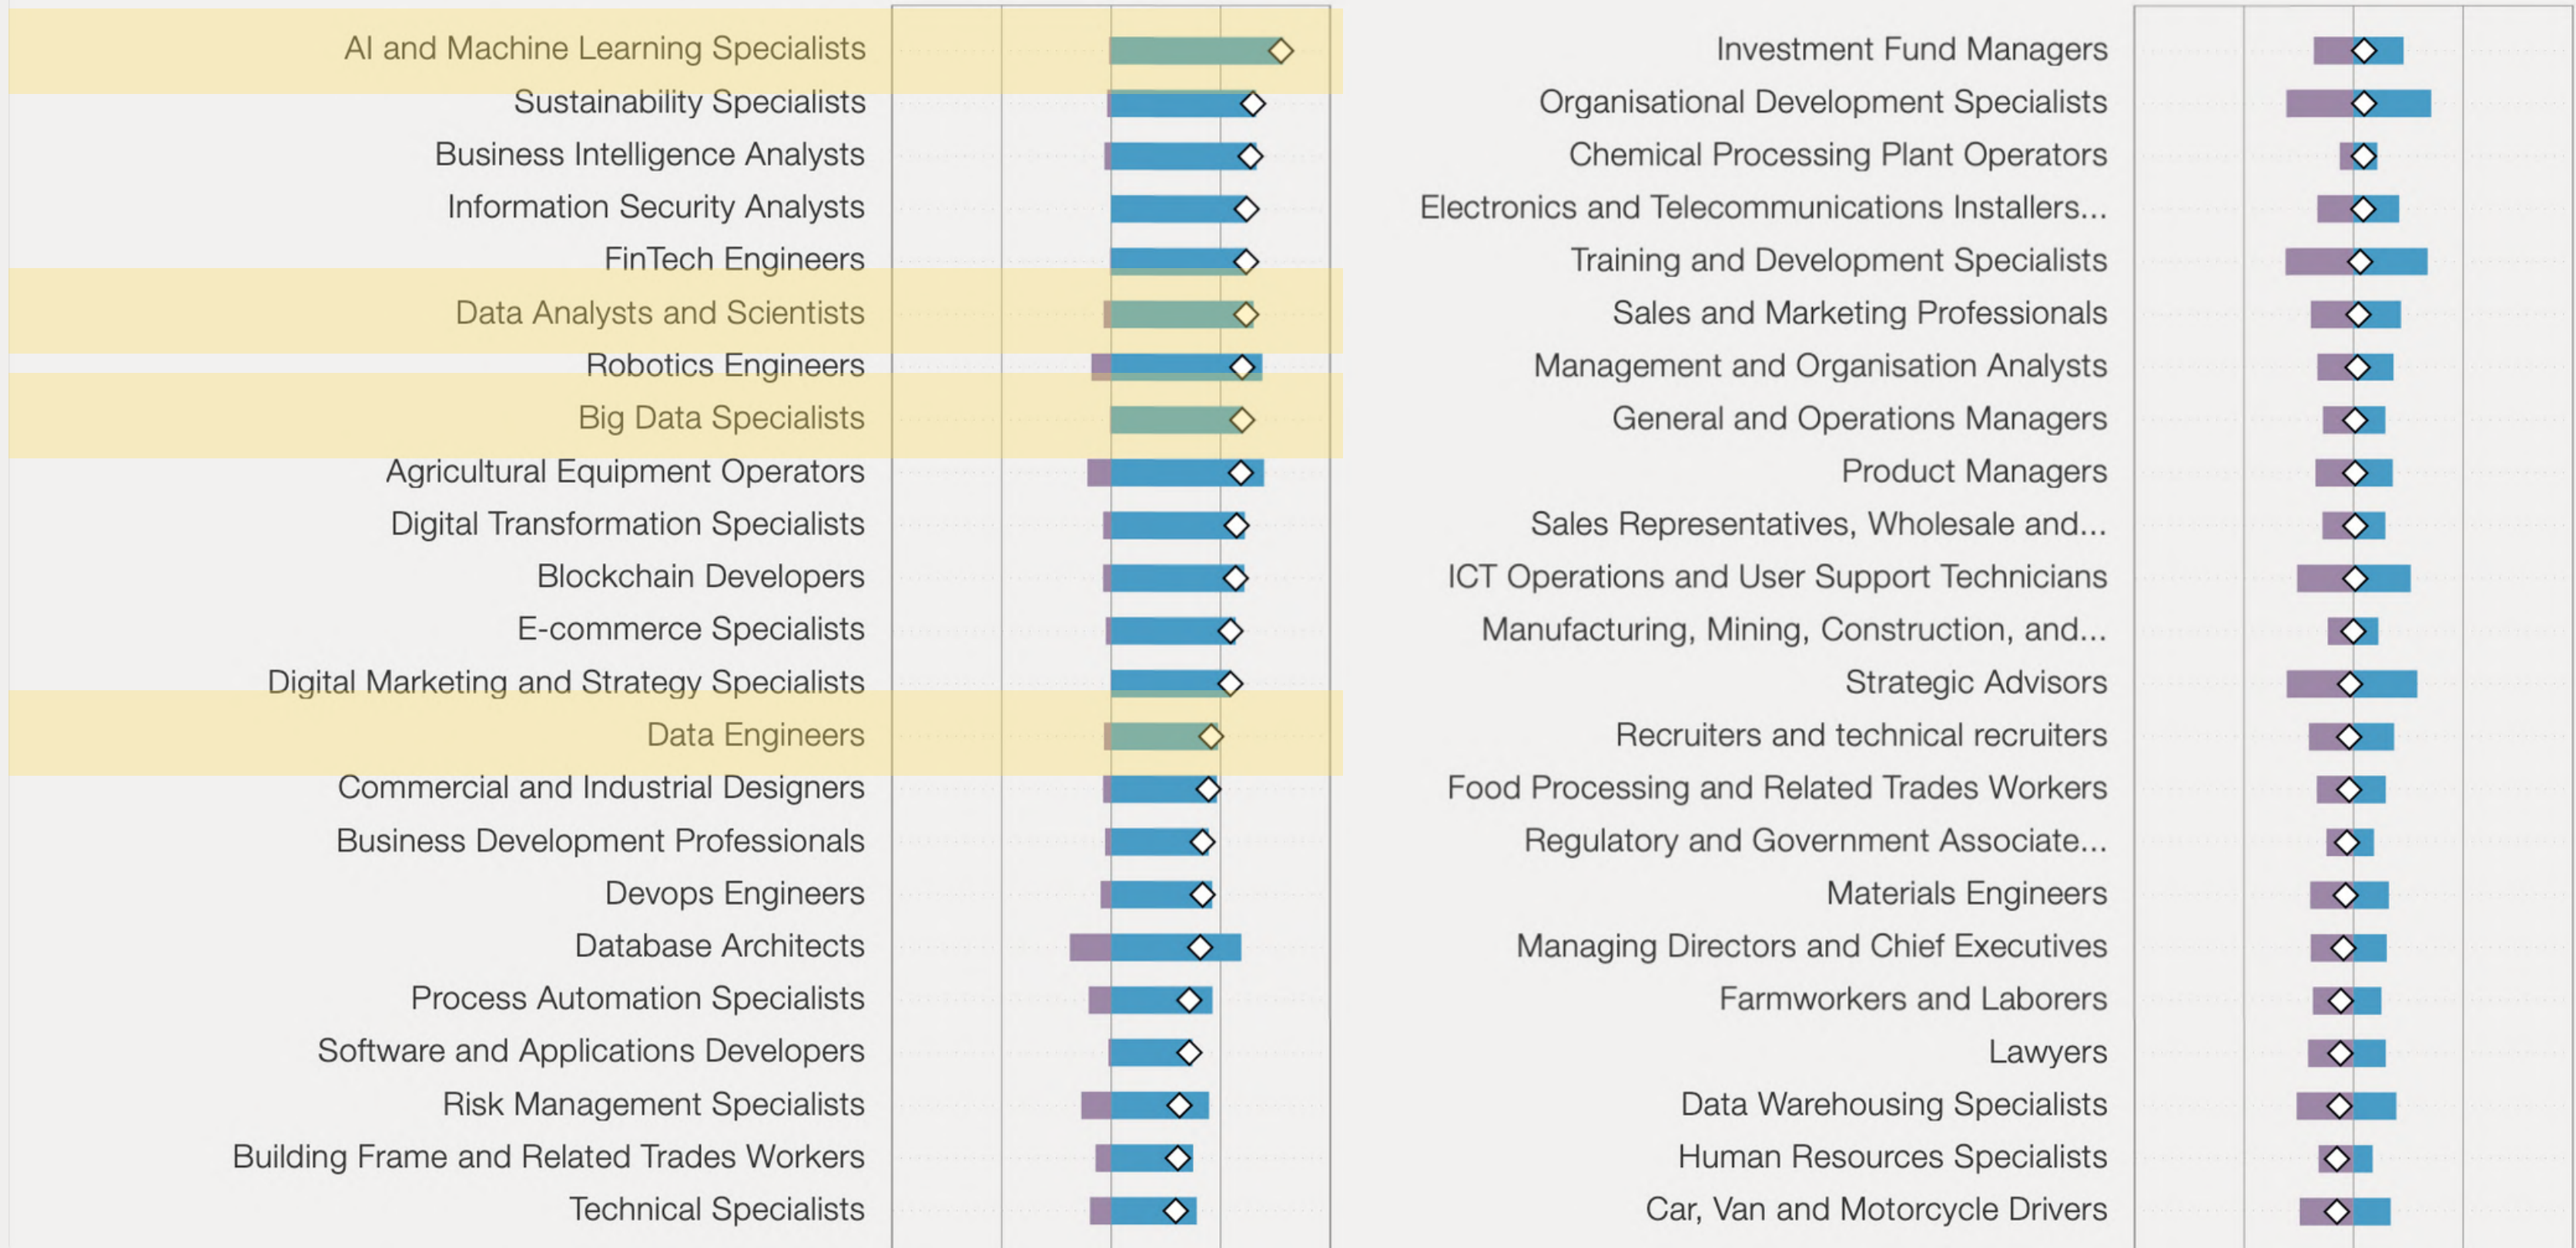 AI and Machine Learning Specialists
Sustainability Specialists
Business Intelligence Analysts
Information Security Analysts
FinTech Engineers
Data Analysts and Scientists
Robotics Engineers
Big Data Specialists
Agricultural Equipment Operators
Digital Transformation Specialists
Blockchain Developers
E-commerce Specialists
Digital Marketing and Strategy Specialists
Data Engineers
Commercial and Industrial Designers
Business Development Professionals
Devops Engineers
Database Architects
Process Automation Specialists
Software and Applications Developers
Risk Management Specialists
Building Frame and Related Trades Workers
Technical Specialists
Investment Fund Managers
Organisational Development Specialists
Chemical Processing Plant Operators
Electronics and Telecommunications Installers...
Training and Development Specialists
Sales and Marketing Professionals
Management and Organisation Analysts
General and Operations Managers
Product Managers
Sales Representatives, Wholesale and...
ICT Operations and User Support Technicians
Manufacturing, Mining, Construction, and...
Strategic Advisors
Recruiters and technical recruiters
Food Processing and Related Trades Workers
Regulatory and Government Associate...
Materials Engineers
Managing Directors and Chief Executives
Farmworkers and Laborers
Lawyers
Data Warehousing Specialists
Human Resources Specialists
Car, Van and Motorcycle Drivers